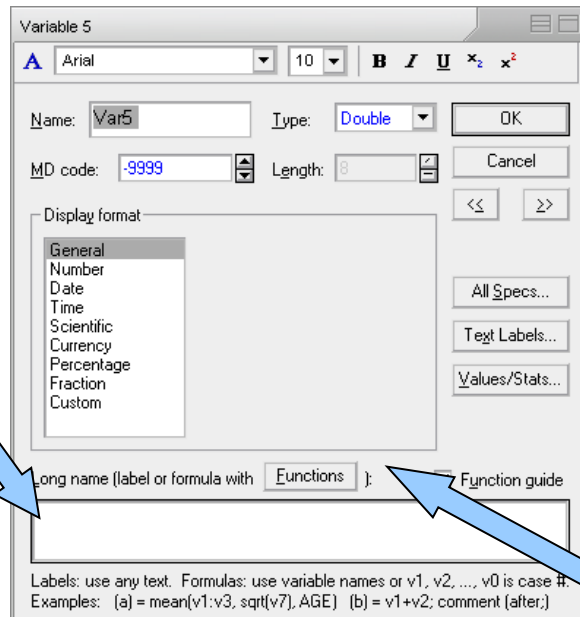 Variable 5
A Arial 10 B I U x₂ x²
Name: Var5 Type: Double OK
MD code: -9999 Length: 8 Cancel
<< >>
Display format
General
Number
Date
Time
Scientific
Currency
Percentage
Fraction
Custom
All Specs...
Text Labels...
Values/Stats...
Long name (label or formula with Functions ): Function guide
Labels: use any text. Formulas: use variable names or v1, v2, ..., v0 is case #.
Examples: (a) = mean(v1:v3, sqrt(v7), AGE) (b) = v1+v2; comment (after;)